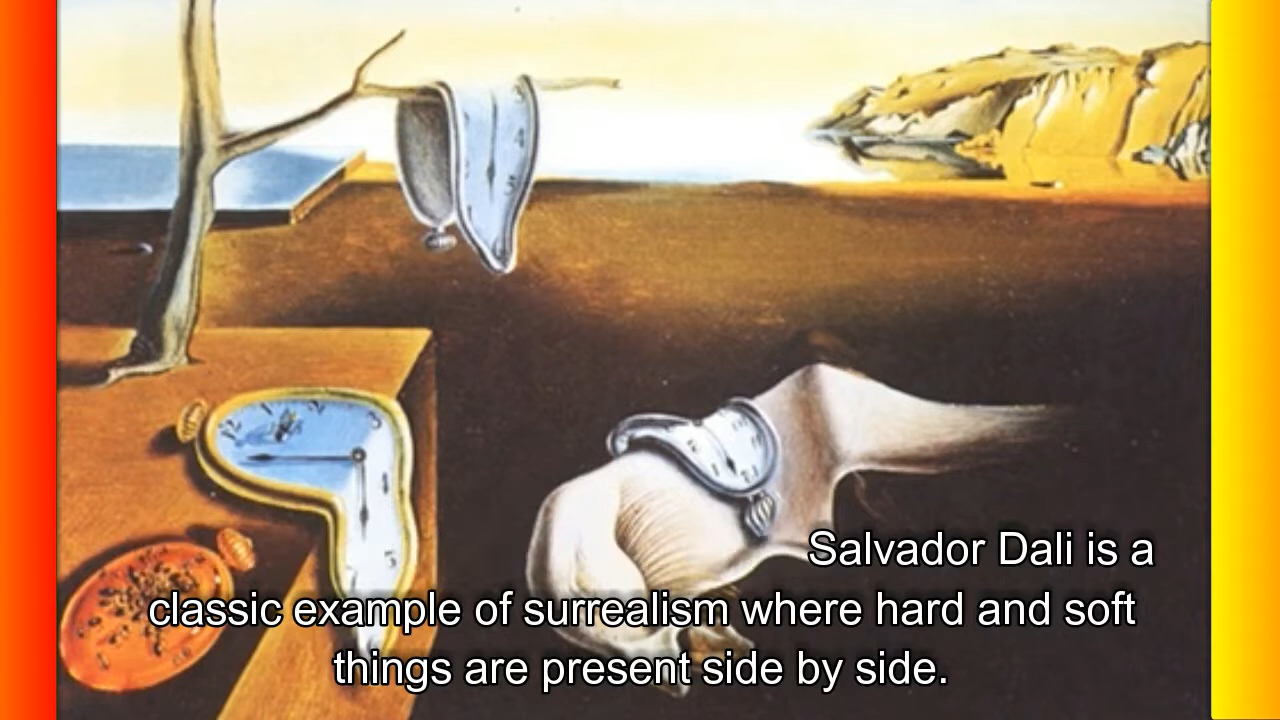 Salvador Dali is a
classic example of surrealism where hard and soft
things are present side by side.